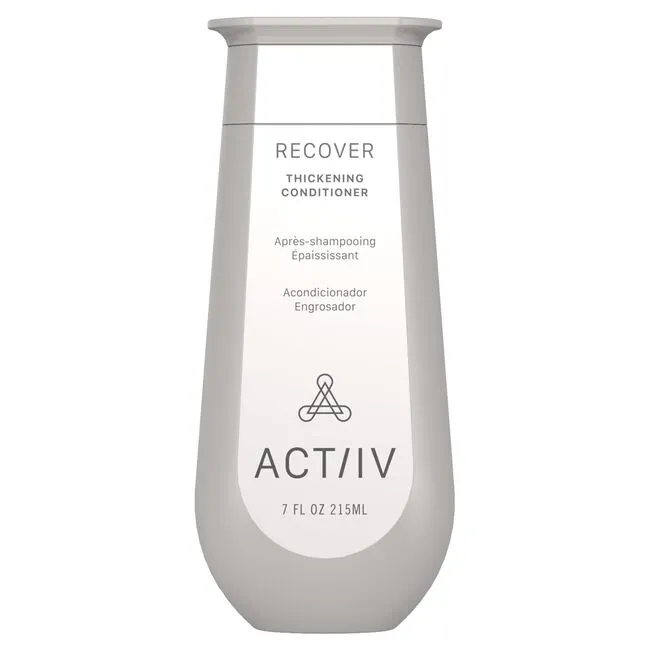 RECOVER
THICKENING
CONDITIONER
Après-shampooing
Épaississant
Acondicionador
Engrosador
ACT/IV
7 FL OZ 215ML